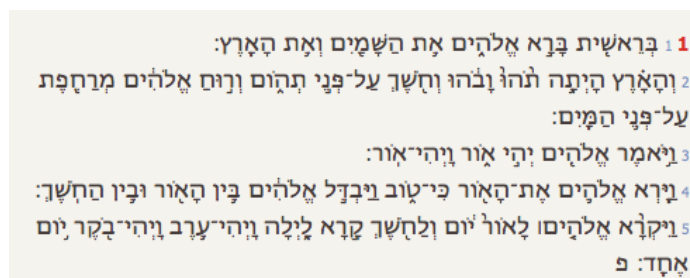 1 1 בְּרֵאשִׁ֖ית בָּרָ֣א אֱלֹהִ֑ים אֵ֥ת הַשָּׁמַ֖יִם וְאֵ֥ת הָאָֽרֶץ׃
2 וְהָאָ֗רֶץ הָיְתָ֥ה תֹ֙הוּ֙ וָבֹ֔הוּ וְחֹ֖שֶׁךְ עַל־פְּנֵ֣י תְה֑וֹם וְר֣וּחַ אֱלֹהִ֔ים מְרַחֶ֖פֶת
עַל־פְּנֵ֥י הַמָּֽיִם׃
3 וַיֹּ֥אמֶר אֱלֹהִ֖ים יְהִ֣י א֑וֹר וַֽיְהִי־אֽוֹר׃
4 וַיַּ֧רְא אֱלֹהִ֛ים אֶת־הָא֖וֹר כִּי־ט֑וֹב וַיַּבְדֵּ֣ל אֱלֹהִ֔ים בֵּ֥ין הָא֖וֹר וּבֵ֥ין הַחֹֽשֶׁךְ׃
5 וַיִּקְרָ֨א אֱלֹהִ֤ים׀ לָאוֹר֙ י֔וֹם וְלַחֹ֖שֶׁךְ קָ֣רָא לָ֑יְלָה וַֽיְהִי־עֶ֥רֶב וַֽיְהִי־בֹ֖קֶר י֥וֹם
אֶחָֽד׃ פ